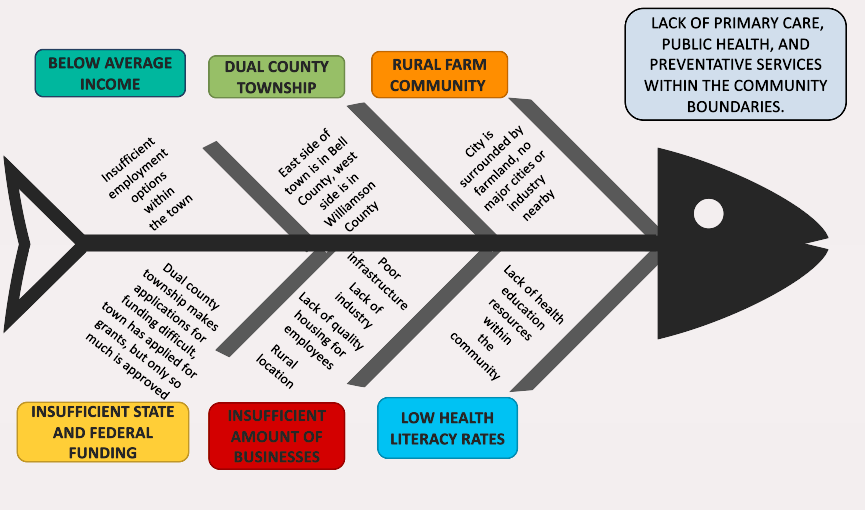 BELOW AVERAGE
INCOME
DUAL COUNTY
TOWNSHIP
RURAL FARM
COMMUNITY
LACK OF PRIMARY CARE,
PUBLIC HEALTH, AND
PREVENTATIVE SERVICES
WITHIN THE COMMUNITY
BOUNDARIES.
Insufficient
employment
options
within
the town
East side of
town is in Bell
County, west
side is in
Williamson
County
City is
surrounded by
farmland, no
major cities or
industry
nearby
Dual county
township makes
applications for
funding difficult,
town has applied for
grants, but only so
much is approved
Poor
infrastructure
Lack of
industry
Lack of quality
housing for
employees
Rural
location
Lack of health
education
resources
within
the
community
INSUFFICIENT STATE
AND FEDERAL
FUNDING
INSUFFICIENT
AMOUNT OF
BUSINESSES
LOW HEALTH
LITERACY RATES